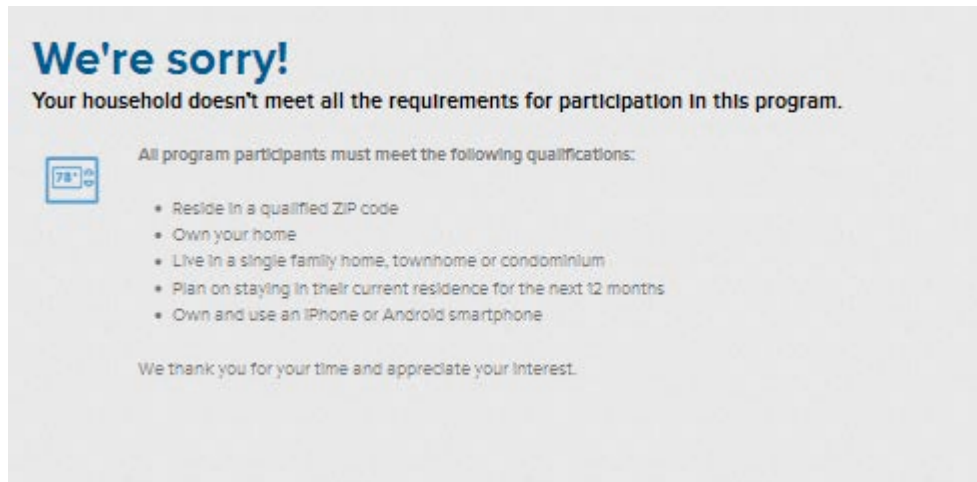 We're sorry!
Your household doesn't meet all the requirements for participation in this program.
All program participants must meet the following qualifications:
78°
• Reside in a qualified ZIP code
• Own your home
• Live in a single family home, townhome or condominium
• Plan on staying in their current residence for the next 12 months
• Own and use an iPhone or Android smartphone
We thank you for your time and appreciate your interest.